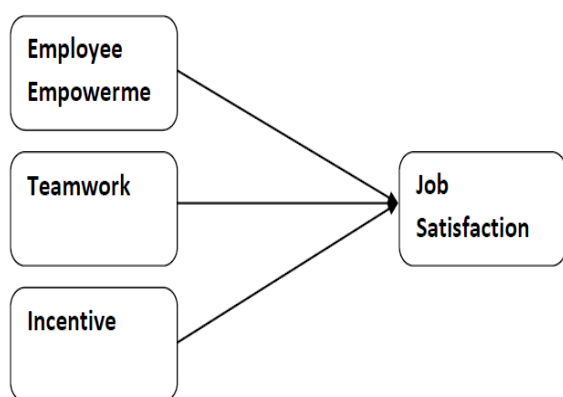 Employee
Empowerme
Teamwork
Job
Satisfaction
Incentive